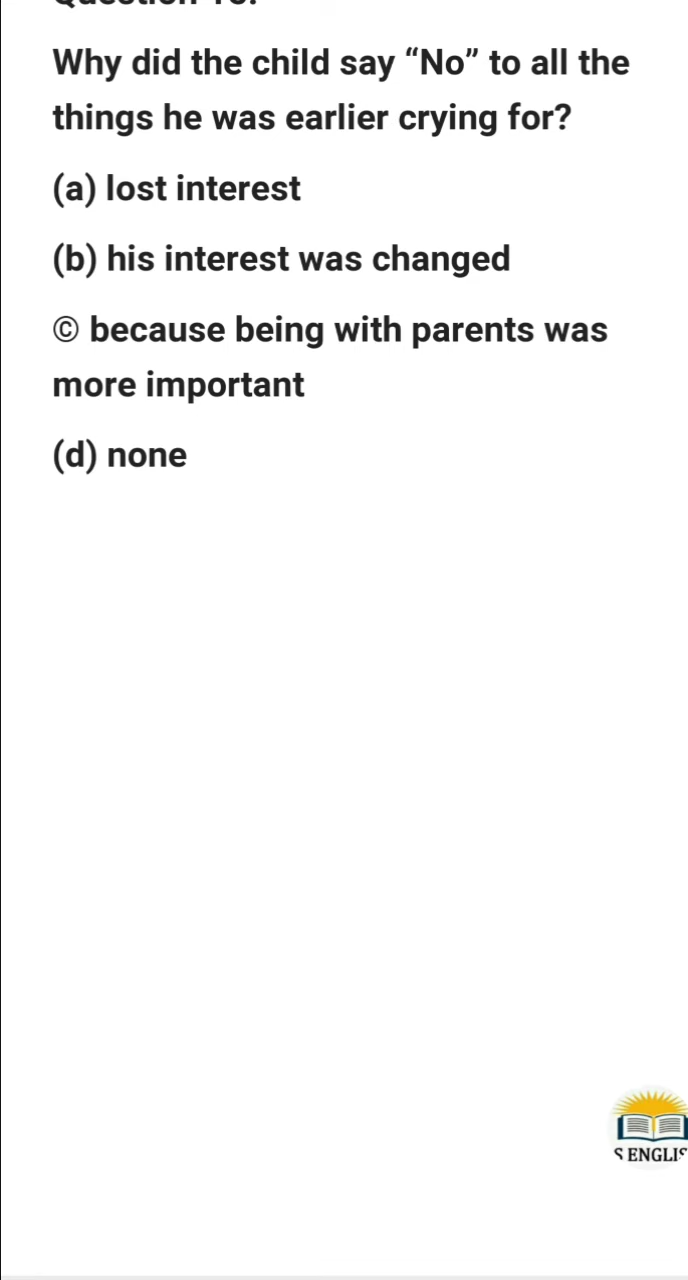 Why did the child say “No” to all the
things he was earlier crying for?
(a) lost interest
(b) his interest was changed
© because being with parents was
more important
(d) none
S ENGLIS